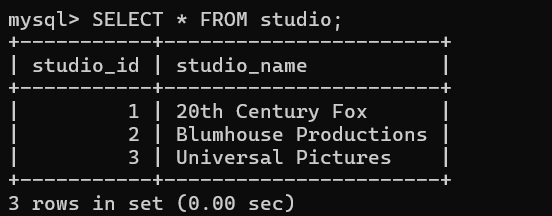 mysql> SELECT * FROM studio;
+-----------+-----------------------+
| studio_id | studio_name           |
+-----------+-----------------------+
|         1 | 20th Century Fox      |
|         2 | Blumhouse Productions |
|         3 | Universal Pictures    |
+-----------+-----------------------+
3 rows in set (0.00 sec)